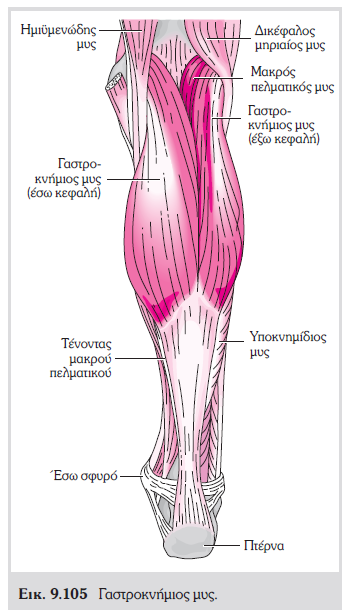 Ημιϋμενώδης
μυς
Δικέφαλος
μηριαίος μυς
Μακρός
πελματικός μυς
Γαστρο-
κνήμιος μυς
(έξω κεφαλή)
Γαστρο-
κνήμιος μυς
(έσω κεφαλή)
Τένοντας
μακρού
πελματικού
Υποκνημίδιος
μυς
Έσω σφυρό
Πτέρνα
Εικ. 9.105 Γαστροκνήμιος μυς.